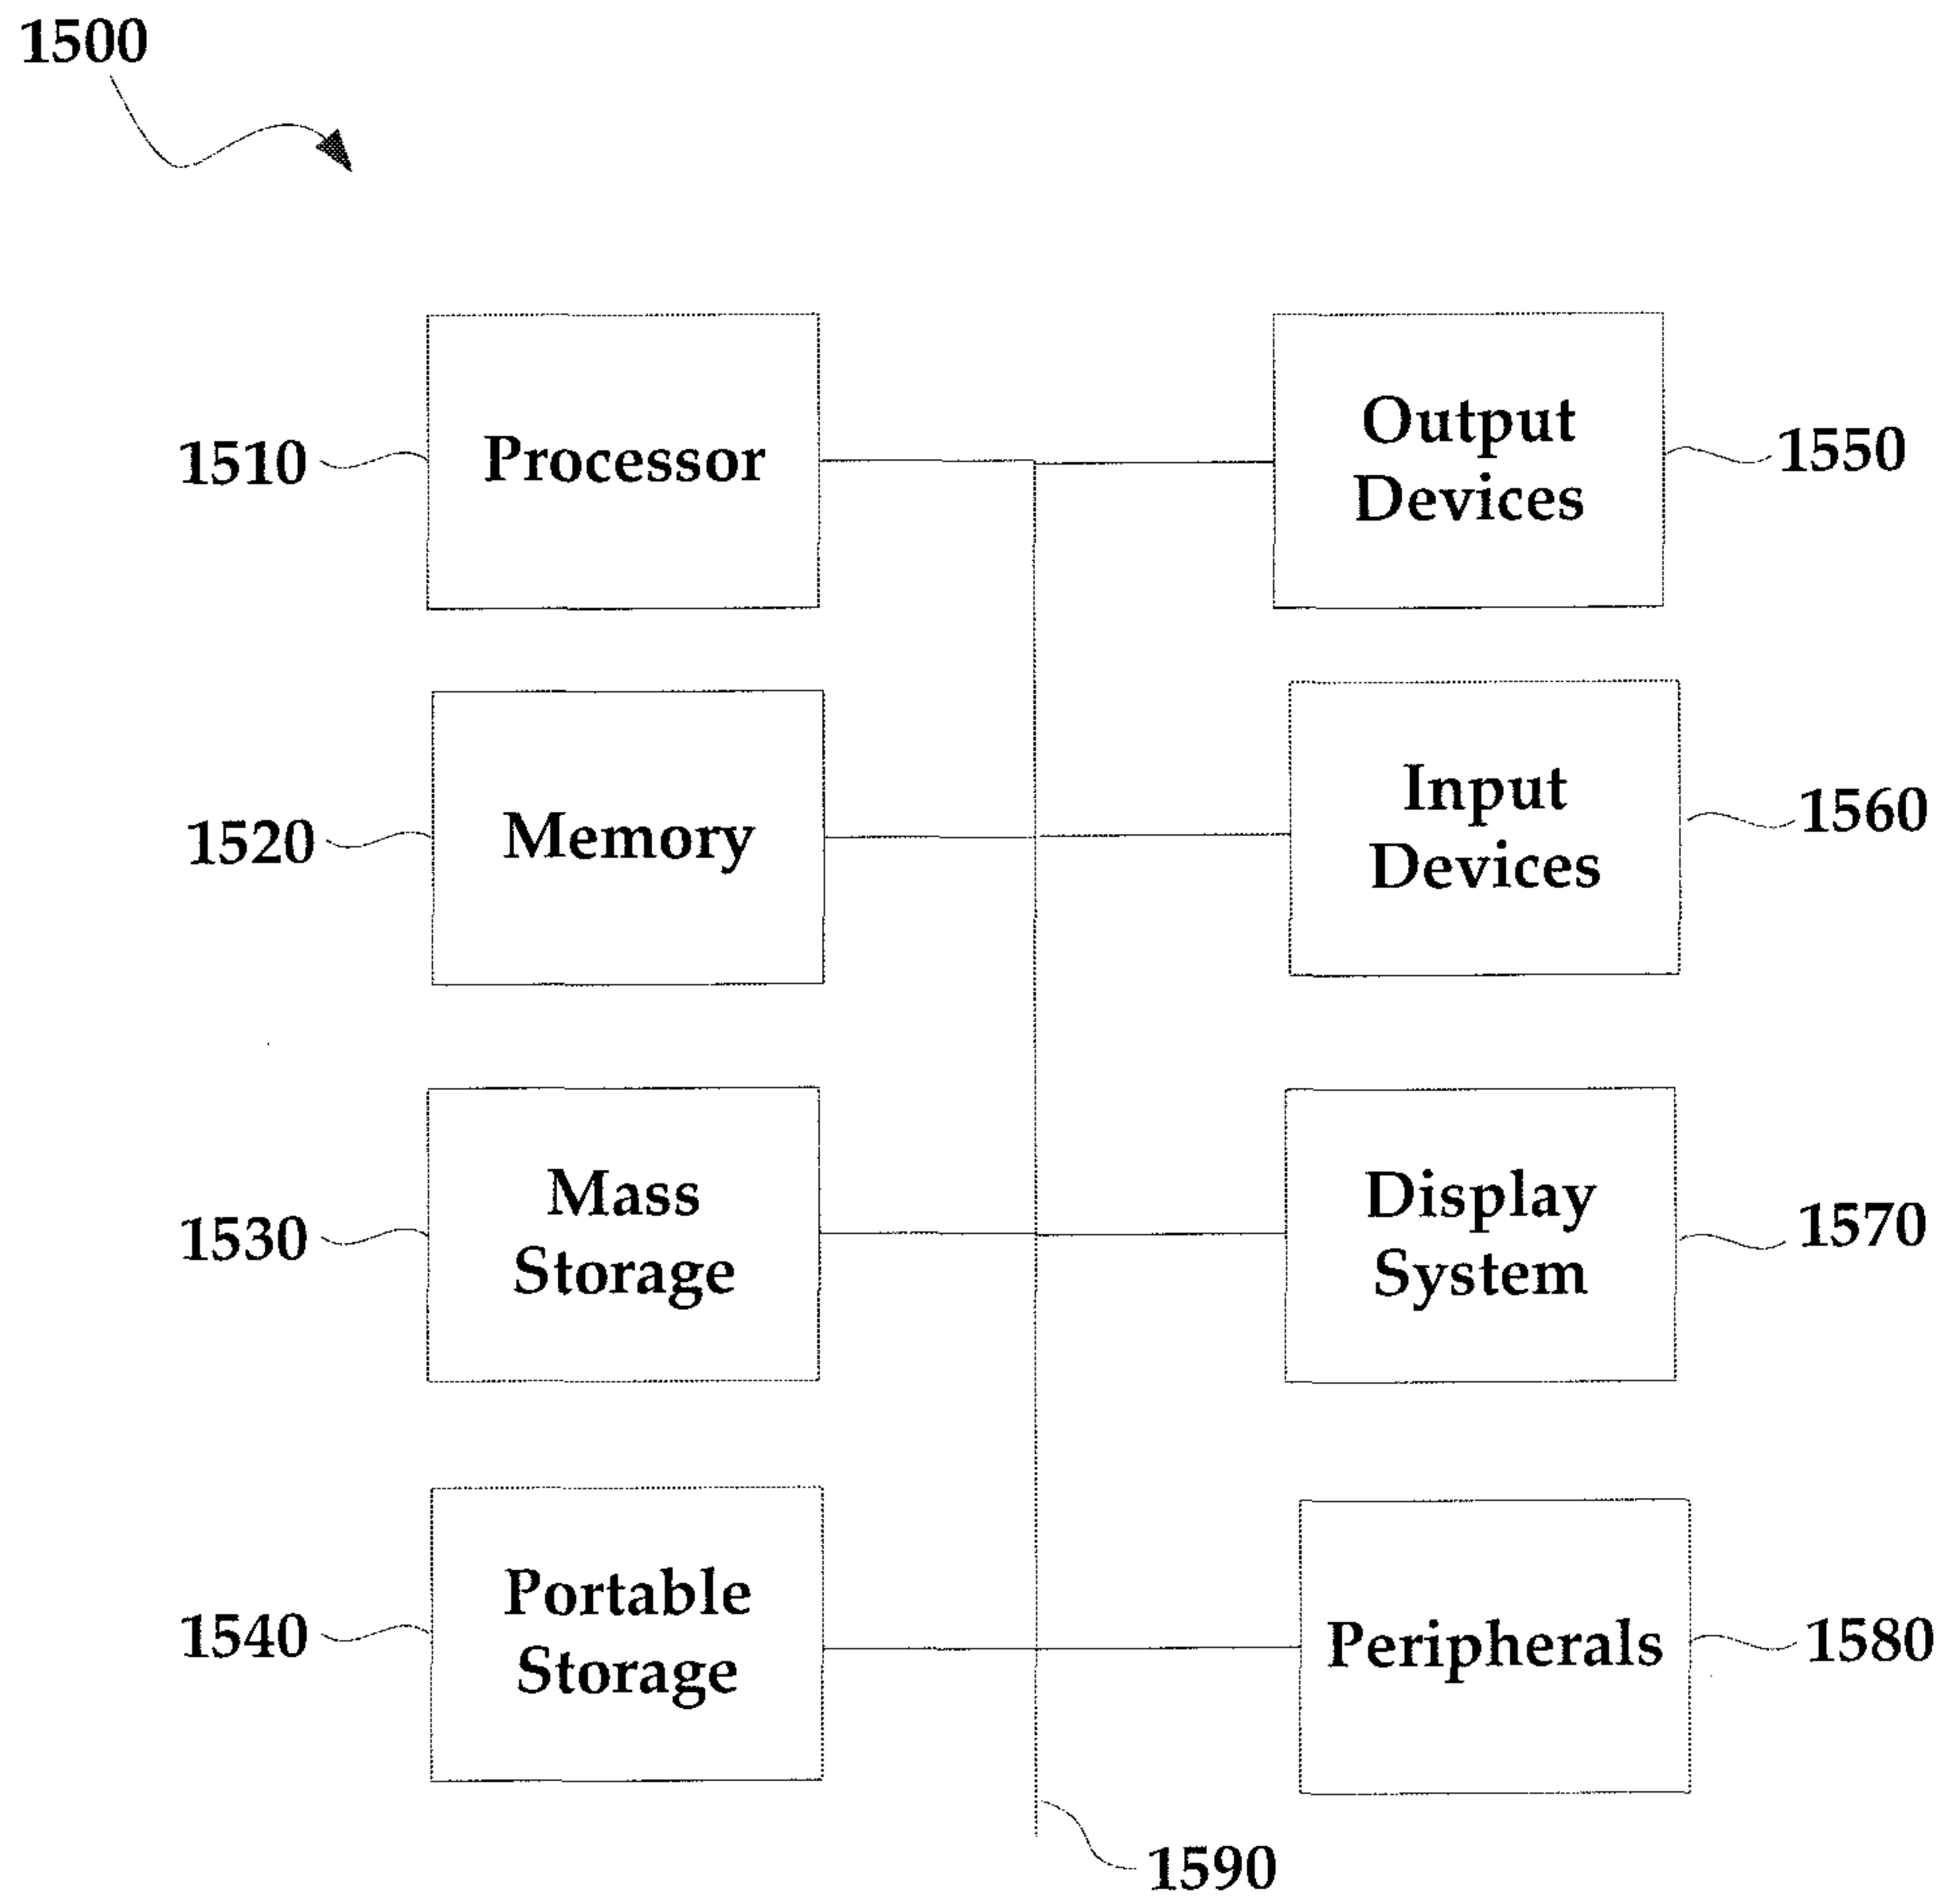 1500
1510
Processor
Output
Devices
1550
1520
Memory
Input
Devices
1560
1530
Mass
Storage
Display
System
1570
1540
Portable
Storage
Peripherals
1580
1590